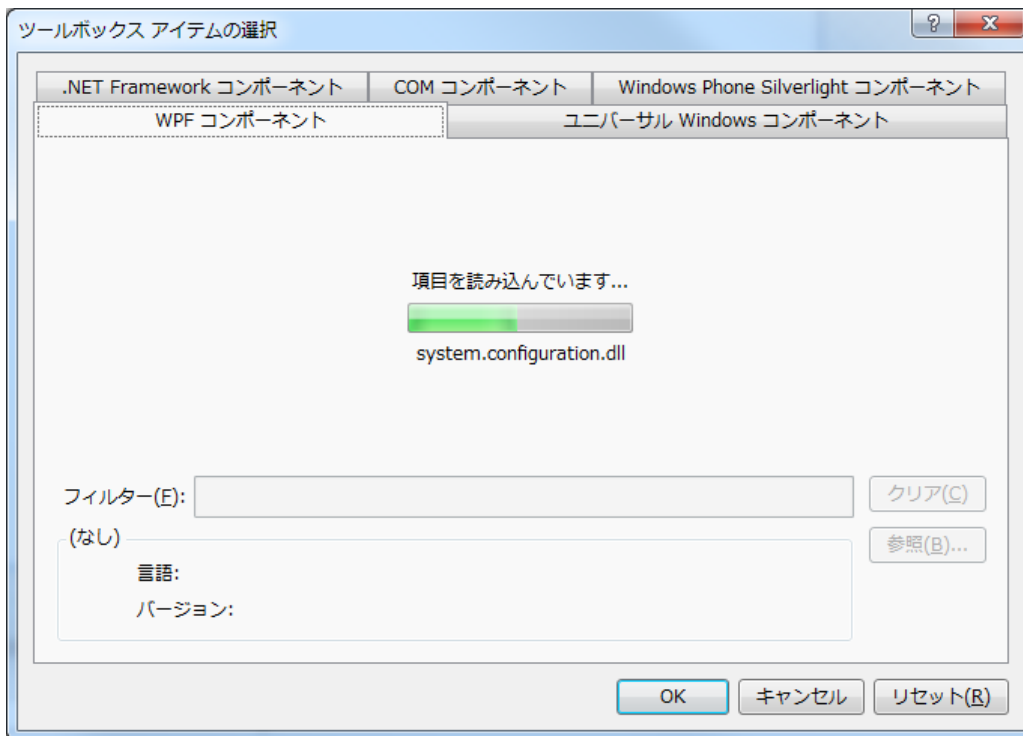 ツールボックス アイテムの選択
.NET Framework コンポーネント
COM コンポーネント
Windows Phone Silverlight コンポーネント
WPF コンポーネント
ユニバーサル Windows コンポーネント
項目を読み込んでいます...
system.configuration.dll
フィルター(F):
クリア(C)
(なし)
参照(B)...
言語:
バージョン:
OK
キャンセル
リセット(R)